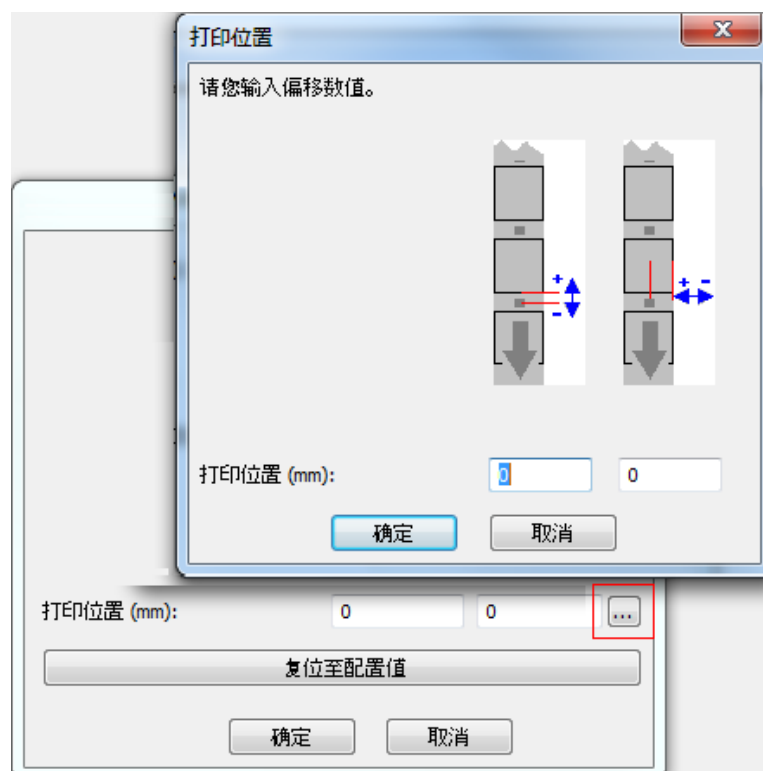 打印位置
请您输入偏移数值。
+
-
+ -
打印位置 (mm):
0
0
确定
取消
打印位置 (mm):
0
0
...
复位至配置值
确定
取消